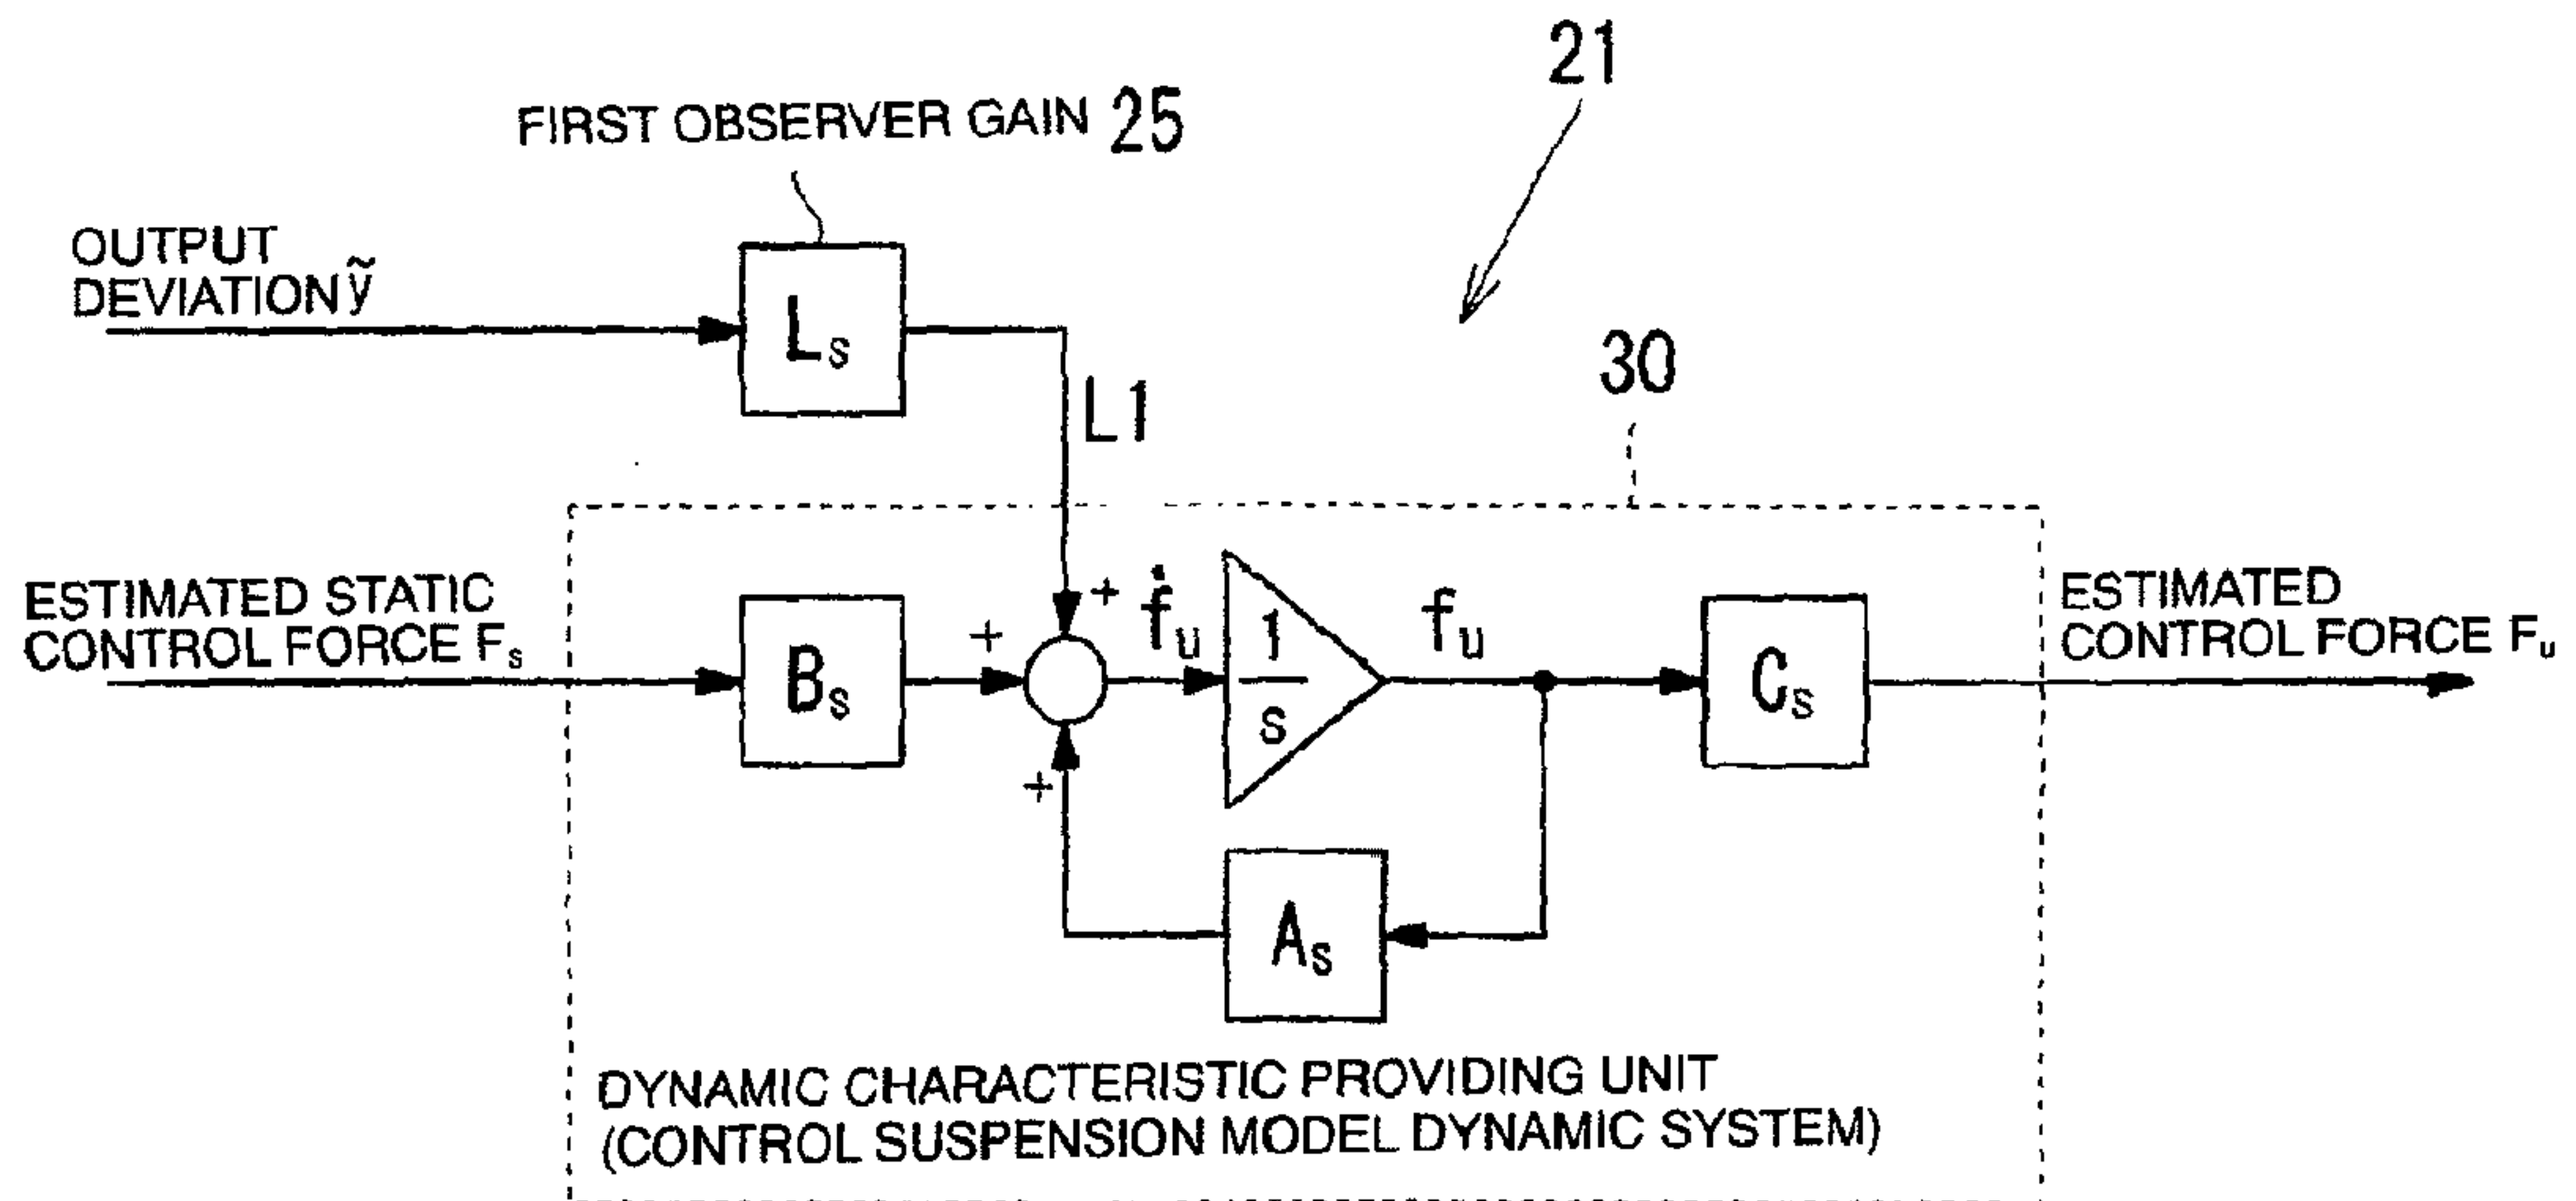 21
FIRST OBSERVER GAIN 25
OUTPUT
DEVIATION ỹ
Ls
L1
30
ESTIMATED STATIC
CONTROL FORCE Fs
Bs
+
+
+
ḟu
1
s
fu
Cs
ESTIMATED
CONTROL FORCE Fu
As
DYNAMIC CHARACTERISTIC PROVIDING UNIT
(CONTROL SUSPENSION MODEL DYNAMIC SYSTEM)